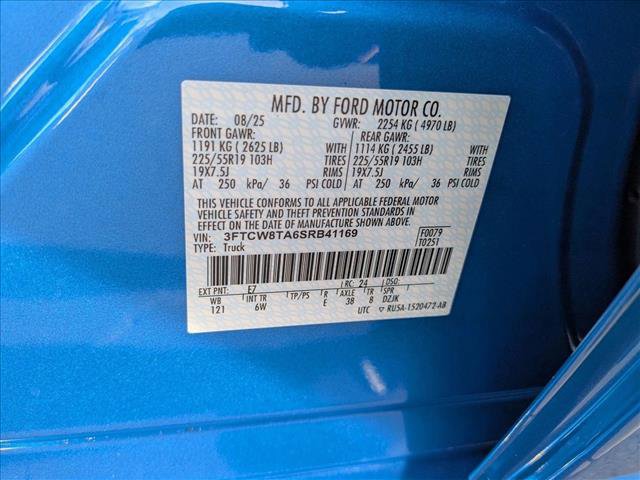 MFD. BY FORD MOTOR CO.
DATE: 08/25 GVWR: 2254 KG ( 4970 LB)
FRONT GAWR: REAR GAWR:
1191 KG ( 2625 LB) WITH 1114 KG ( 2455 LB) WITH
225/55R19 103H TIRES 225/55R19 103H TIRES
19X7.5J RIMS 19X7.5J RIMS
AT 250 kPa/ 36 PSI COLD AT 250 kPa/ 36 PSI COLD
THIS VEHICLE CONFORMS TO ALL APPLICABLE FEDERAL MOTOR
VEHICLE SAFETY AND THEFT PREVENTION STANDARDS IN
EFFECT ON THE DATE OF MANUFACTURE SHOWN ABOVE.
VIN: 3FTCW8TA6SRB41169 F0079
TYPE: Truck T0251
EXT PNT: E7 RC: 24 DSO:
WB INT TR TP/PS R AXLE TR SPR
121 6W E 38 8 DZJK
UTC ▽ RU5A-1520472-AB